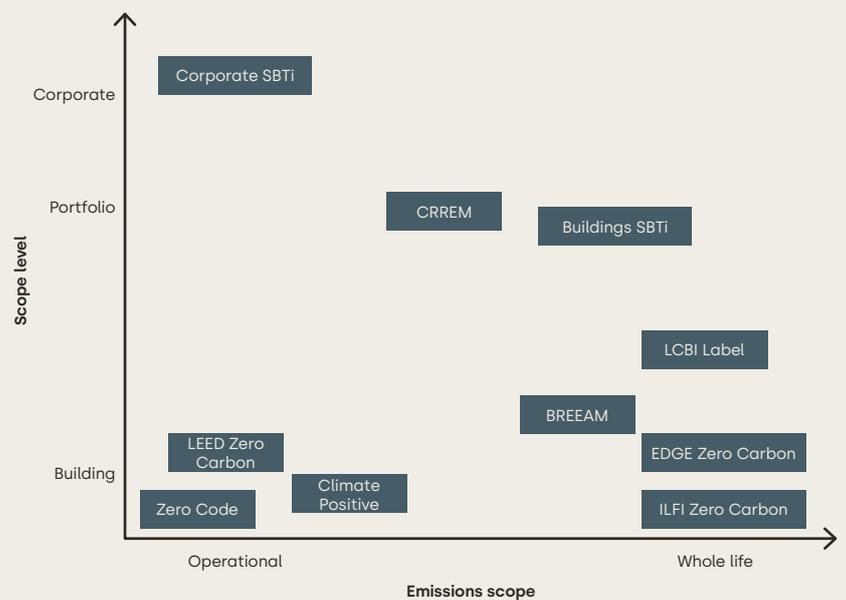 Corporate SBTi
Corporate
CRREM
Portfolio
Buildings SBTi
Scope level
LCBI Label
BREEAM
LEED Zero
Carbon
EDGE Zero Carbon
Building
Climate
Positive
Zero Code
ILFI Zero Carbon
Operational
Whole life
Emissions scope